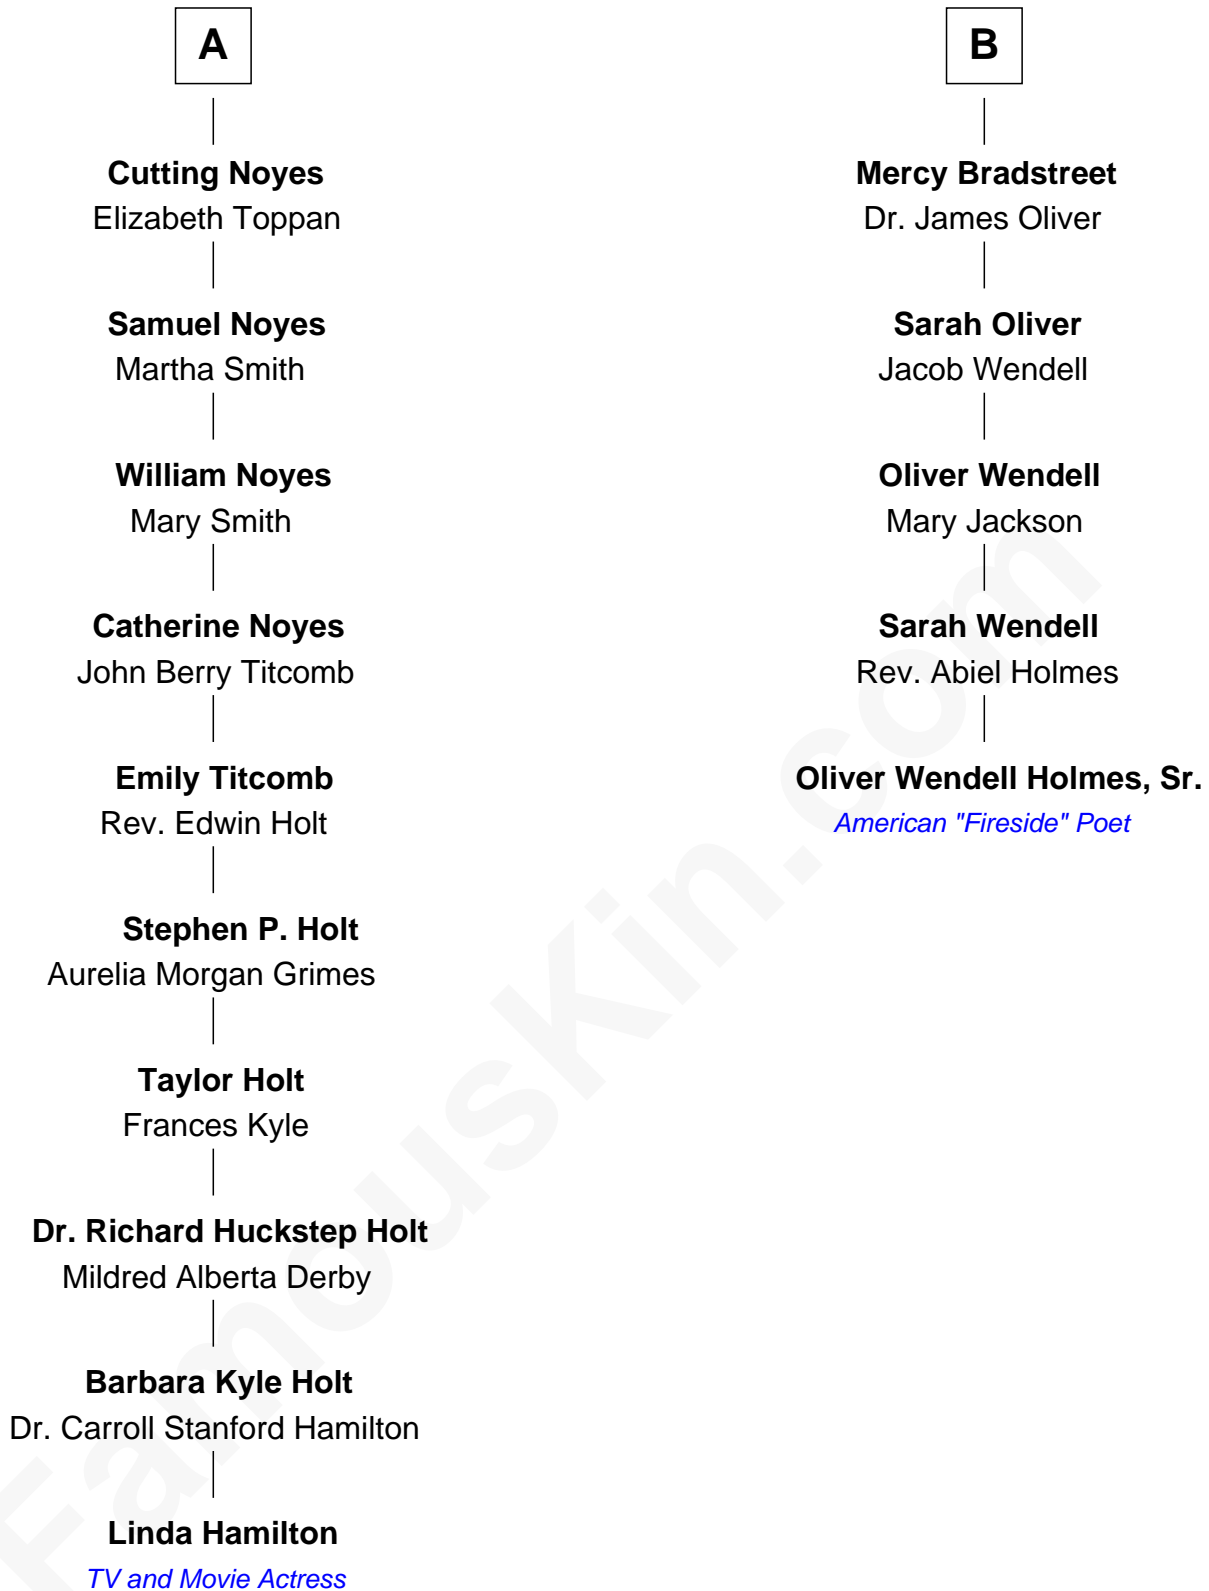 A
Cutting Noyes
Elizabeth Toppan
Samuel Noyes
Martha Smith
William Noyes
Mary Smith
Catherine Noyes
John Berry Titcomb
Emily Titcomb
Rev. Edwin Holt
Stephen P. Holt
Aurelia Morgan Grimes
Taylor Holt
Frances Kyle
Dr. Richard Huckstep Holt
Mildred Alberta Derby
Barbara Kyle Holt
Dr. Carroll Stanford Hamilton
Linda Hamilton
TV and Movie Actress
B
Mercy Bradstreet
Dr. James Oliver
Sarah Oliver
Jacob Wendell
Oliver Wendell
Mary Jackson
Sarah Wendell
Rev. Abiel Holmes
Oliver Wendell Holmes, Sr.
American "Fireside" Poet
FamousKin.com